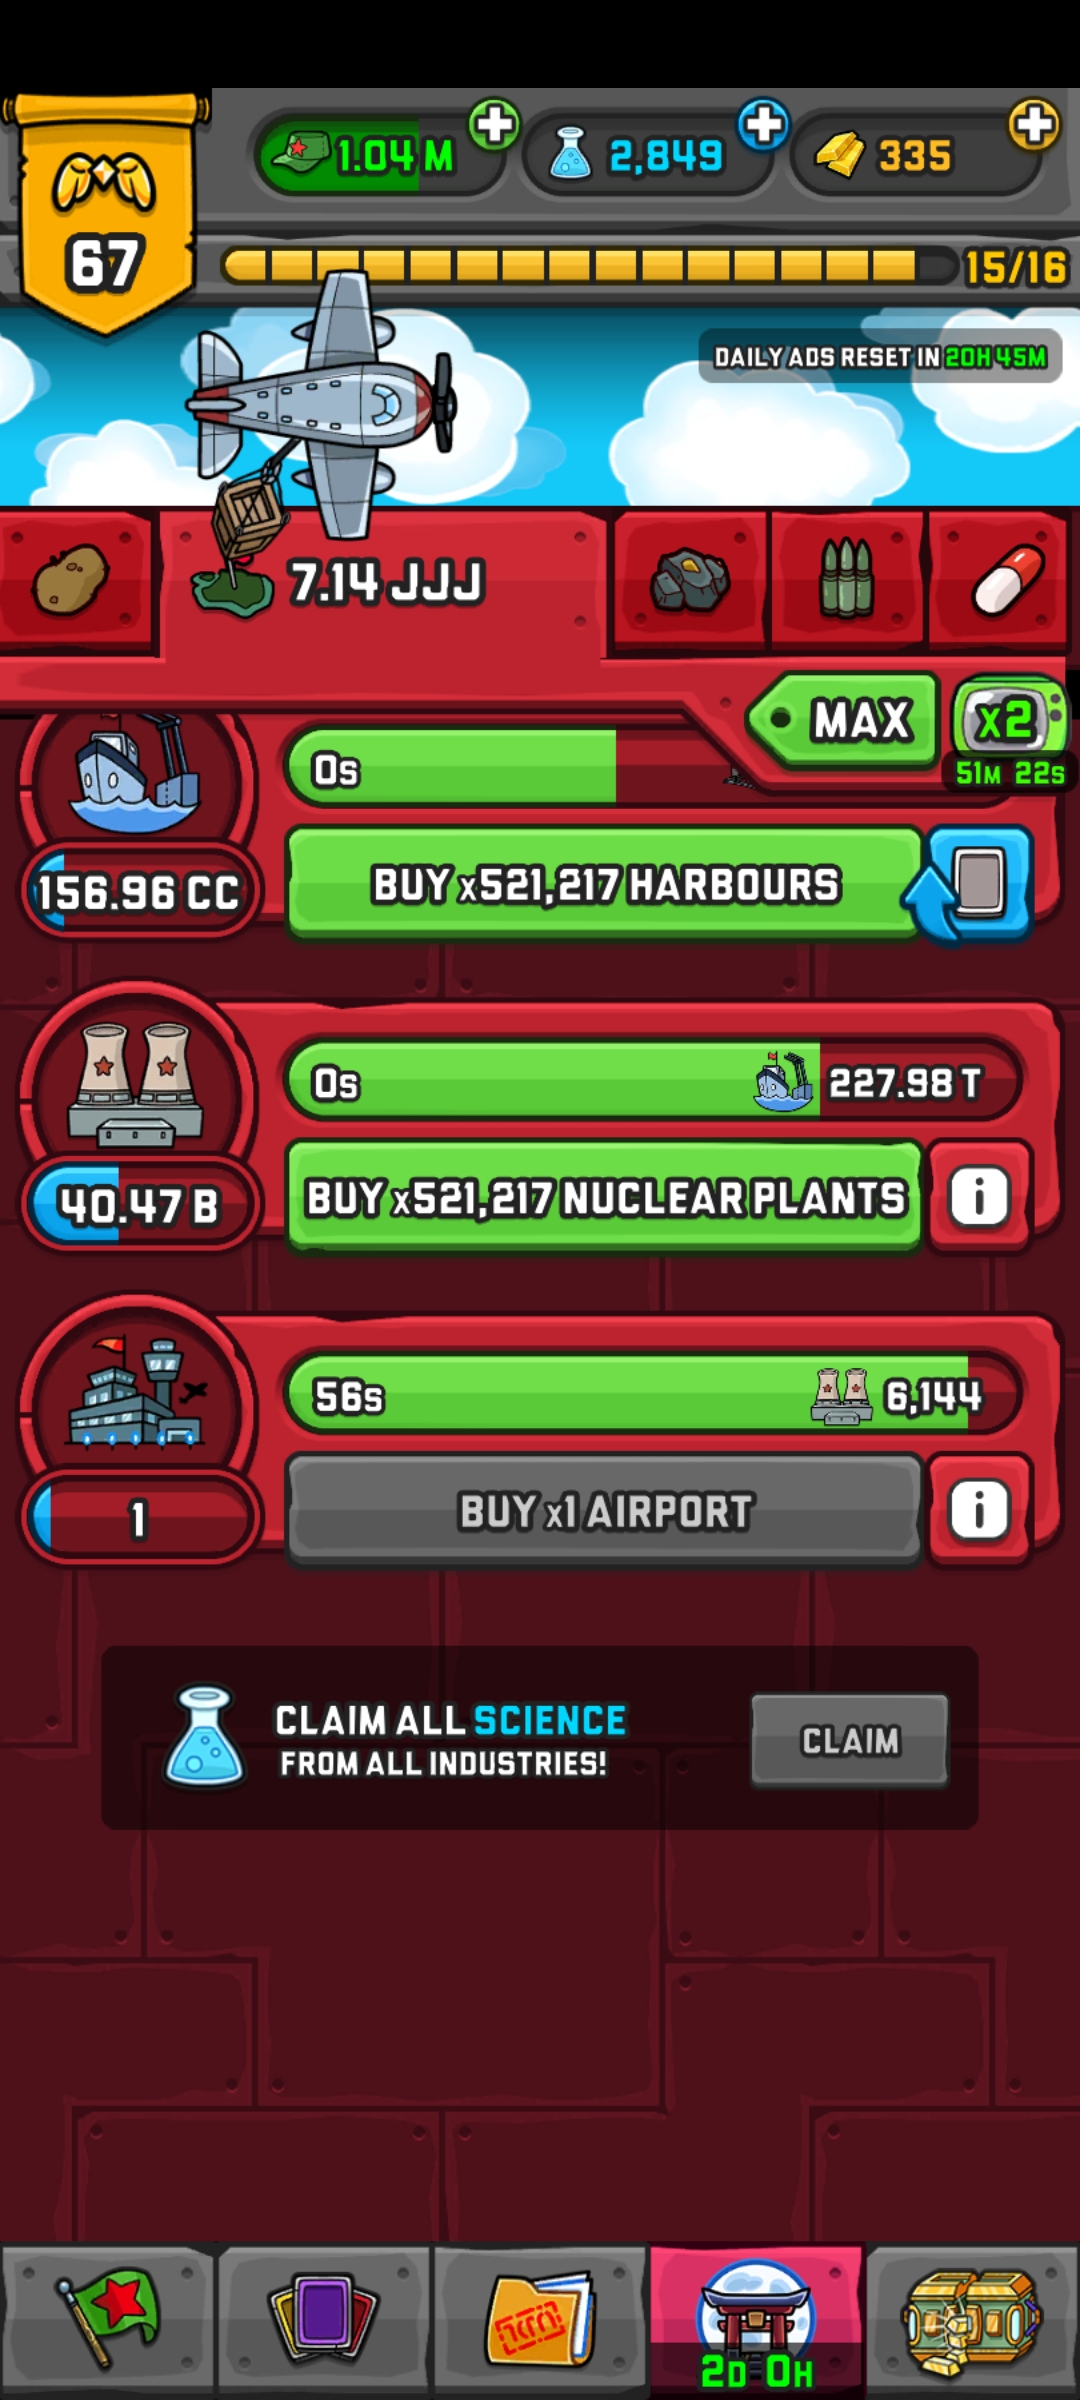 1.04 M
2,849
335
67
15/16
DAILY ADS RESET IN 20H 45M
7.14 JJJ
MAX
x2
51M 22S
0s
156.96 CC
BUY x521,217 HARBOURS
0s
227.98 T
40.47 B
BUY x521,217 NUCLEAR PLANTS
i
56s
6,144
1
BUY x1 AIRPORT
i
CLAIM ALL SCIENCE
FROM ALL INDUSTRIES!
CLAIM
2D 0H